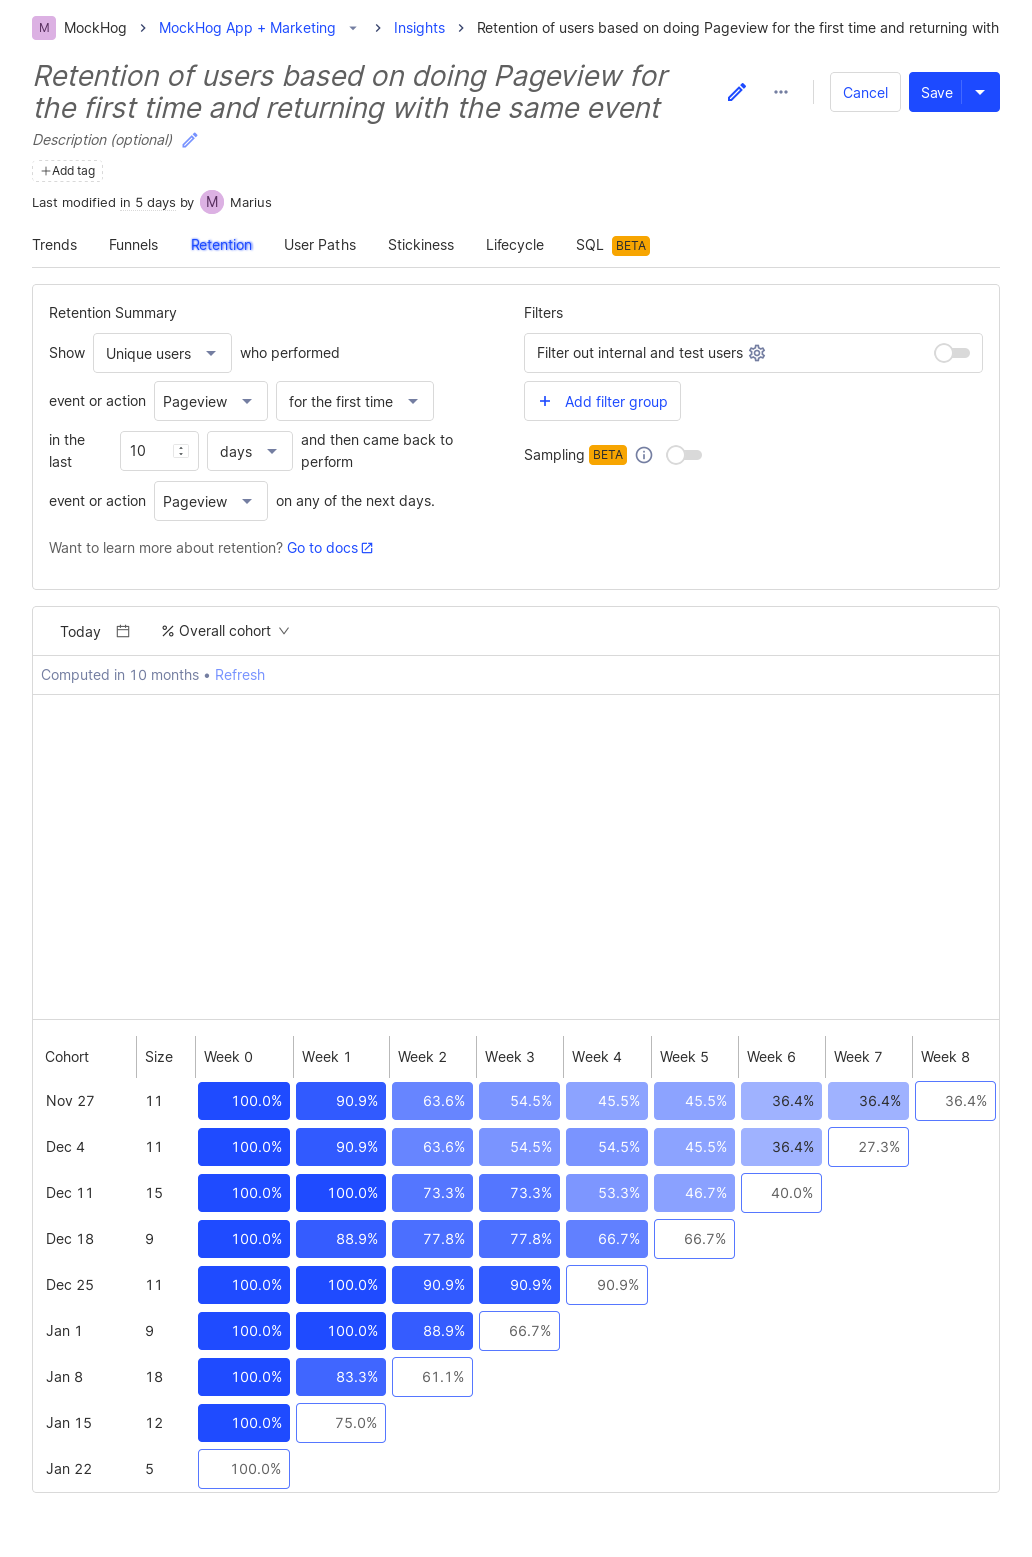 M MockHog MockHog App + Marketing Insights Retention of users based on doing Pageview for the first time and returning with
Retention of users based on doing Pageview for
the first time and returning with the same event
Cancel Save
Description (optional)
Add tag
Last modified in 5 days by M Marius
Trends Funnels Retention User Paths Stickiness Lifecycle SQL BETA
Retention Summary
Show Unique users who performed
event or action Pageview for the first time
in the last 10 days and then came back to
perform
event or action Pageview on any of the next days.
Want to learn more about retention? Go to docs
Filters
Filter out internal and test users
+ Add filter group
Sampling BETA
Today % Overall cohort
Computed in 10 months • Refresh
Cohort Size Week 0 Week 1 Week 2 Week 3 Week 4 Week 5 Week 6 Week 7 Week 8
Nov 27 11 100.0% 90.9% 63.6% 54.5% 45.5% 45.5% 36.4% 36.4% 36.4%
Dec 4 11 100.0% 90.9% 63.6% 54.5% 54.5% 45.5% 36.4% 27.3%
Dec 11 15 100.0% 100.0% 73.3% 73.3% 53.3% 46.7% 40.0%
Dec 18 9 100.0% 88.9% 77.8% 77.8% 66.7% 66.7%
Dec 25 11 100.0% 100.0% 90.9% 90.9% 90.9%
Jan 1 9 100.0% 100.0% 88.9% 66.7%
Jan 8 18 100.0% 83.3% 61.1%
Jan 15 12 100.0% 75.0%
Jan 22 5 100.0%